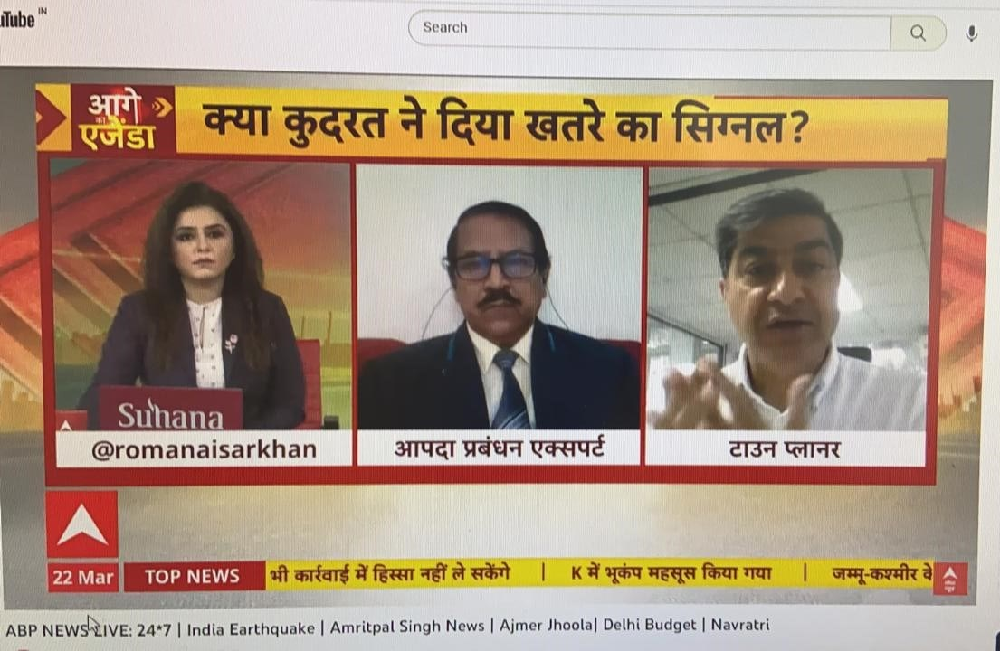 uTube IN
Search
आगे
का
एजेंडा
क्या कुदरत ने दिया खतरे का सिग्नल?
Suhana
@romanaisarkhan
आपदा प्रबंधन एक्सपर्ट
टाउन प्लानर
22 Mar
TOP NEWS
भी कार्रवाई में हिस्सा नहीं ले सकेंगे | K में भूकंप महसूस किया गया | जम्मू-कश्मीर के
ABP NEWS LIVE: 24*7 | India Earthquake | Amritpal Singh News | Ajmer Jhoola| Delhi Budget | Navratri